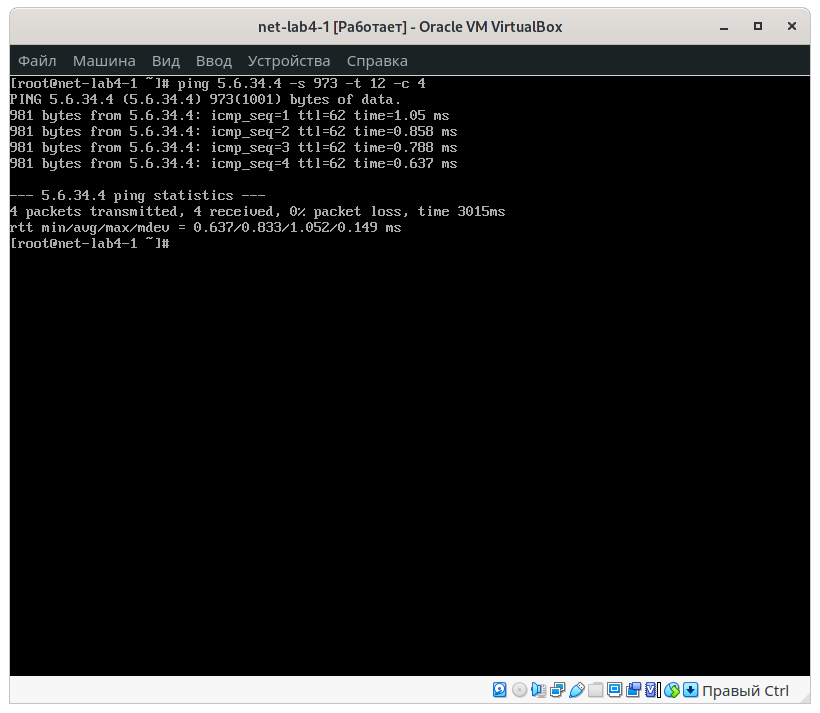 net-lab4-1 [Работает] - Oracle VM VirtualBox
Файл Машина Вид Ввод Устройства Справка
[root@net-lab4-1 ~]# ping 5.6.34.4 -s 973 -t 12 -c 4
PING 5.6.34.4 (5.6.34.4) 973(1001) bytes of data.
981 bytes from 5.6.34.4: icmp_seq=1 ttl=62 time=1.05 ms
981 bytes from 5.6.34.4: icmp_seq=2 ttl=62 time=0.858 ms
981 bytes from 5.6.34.4: icmp_seq=3 ttl=62 time=0.788 ms
981 bytes from 5.6.34.4: icmp_seq=4 ttl=62 time=0.637 ms
--- 5.6.34.4 ping statistics ---
4 packets transmitted, 4 received, 0% packet loss, time 3015ms
rtt min/avg/max/mdev = 0.637/0.833/1.052/0.149 ms
[root@net-lab4-1 ~]#
Правый Ctrl